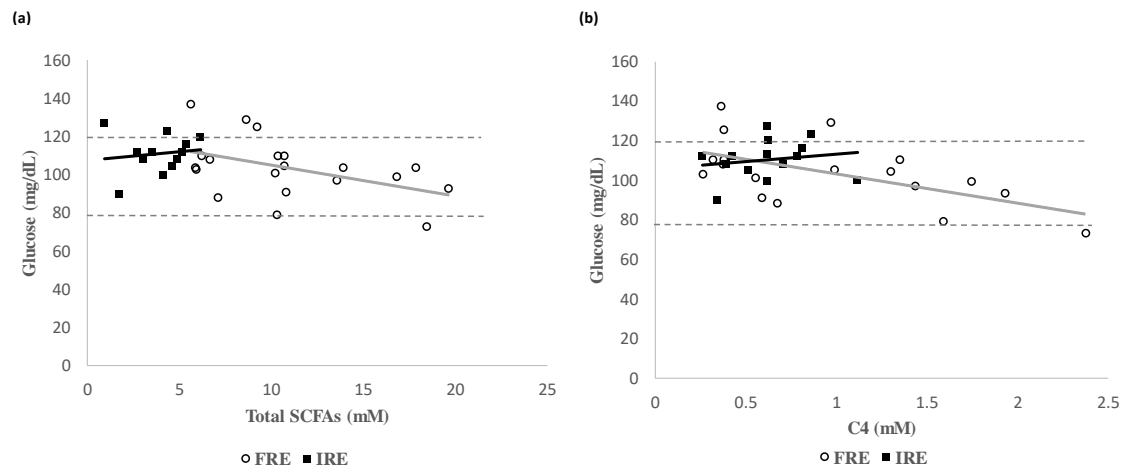 (a)
(b)
160
140
120
100
80
60
40
20
0
Glucose (mg/dL)
0 5 10 15 20 25
Total SCFAs (mM)
FRE IRE
160
140
120
100
80
60
40
20
0
Glucose (mg/dL)
0 0.5 1 1.5 2 2.5
C4 (mM)
FRE IRE